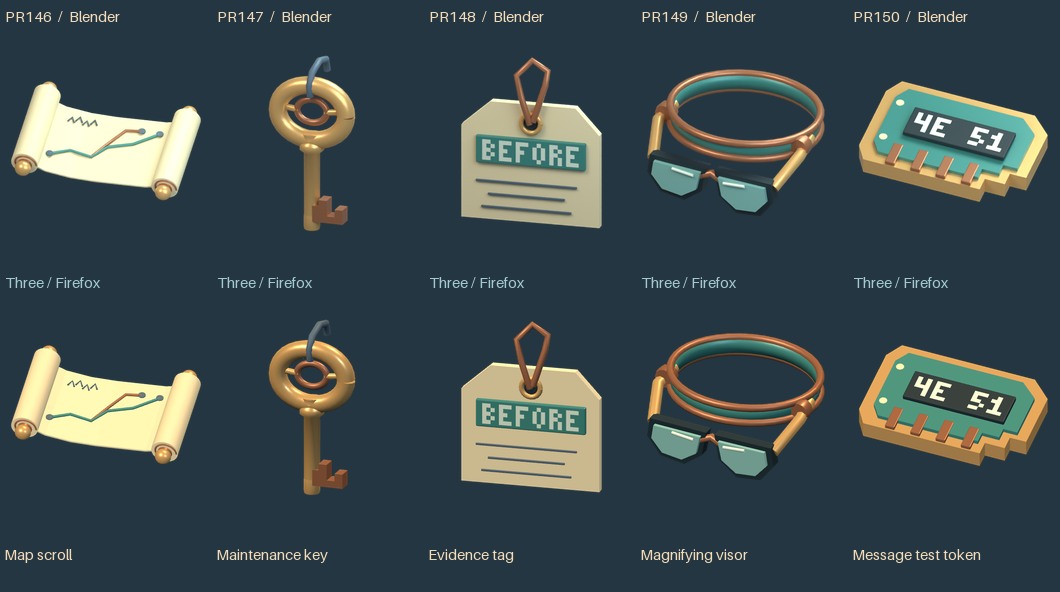 PR146 / Blender
PR147 / Blender
PR148 / Blender
PR149 / Blender
PR150 / Blender
BEFORE
4E 51
Three / Firefox
Three / Firefox
Three / Firefox
Three / Firefox
Three / Firefox
BEFORE
4E 51
Map scroll
Maintenance key
Evidence tag
Magnifying visor
Message test token